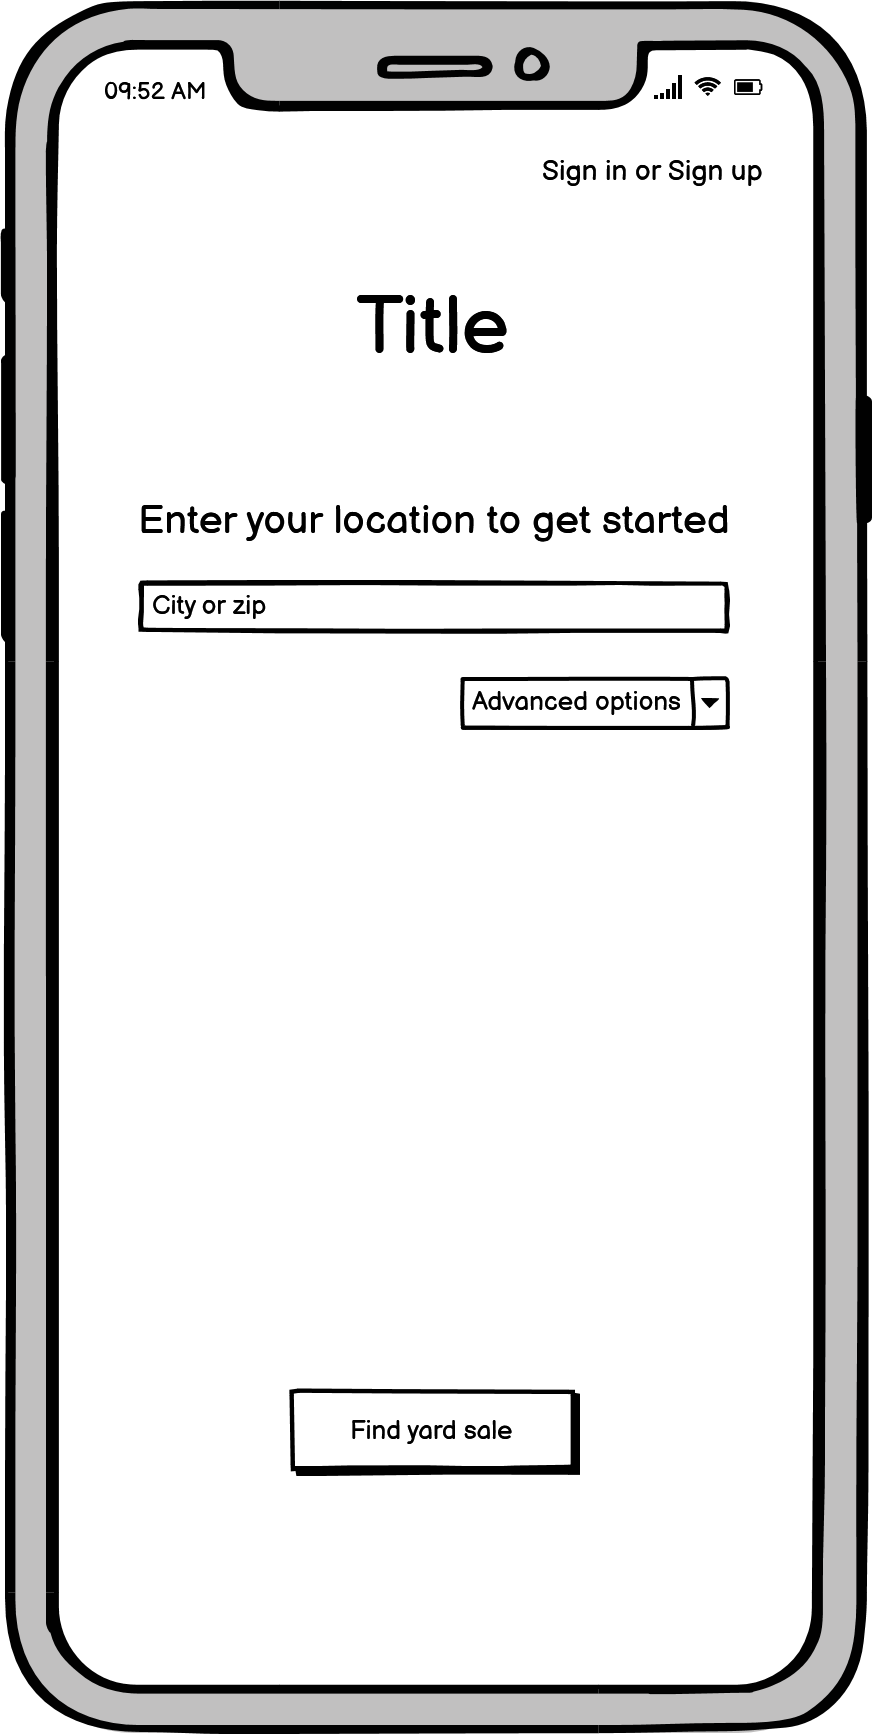 09:52 AM
Sign in or Sign up
Title
Enter your location to get started
City or zip
Advanced options
Find yard sale